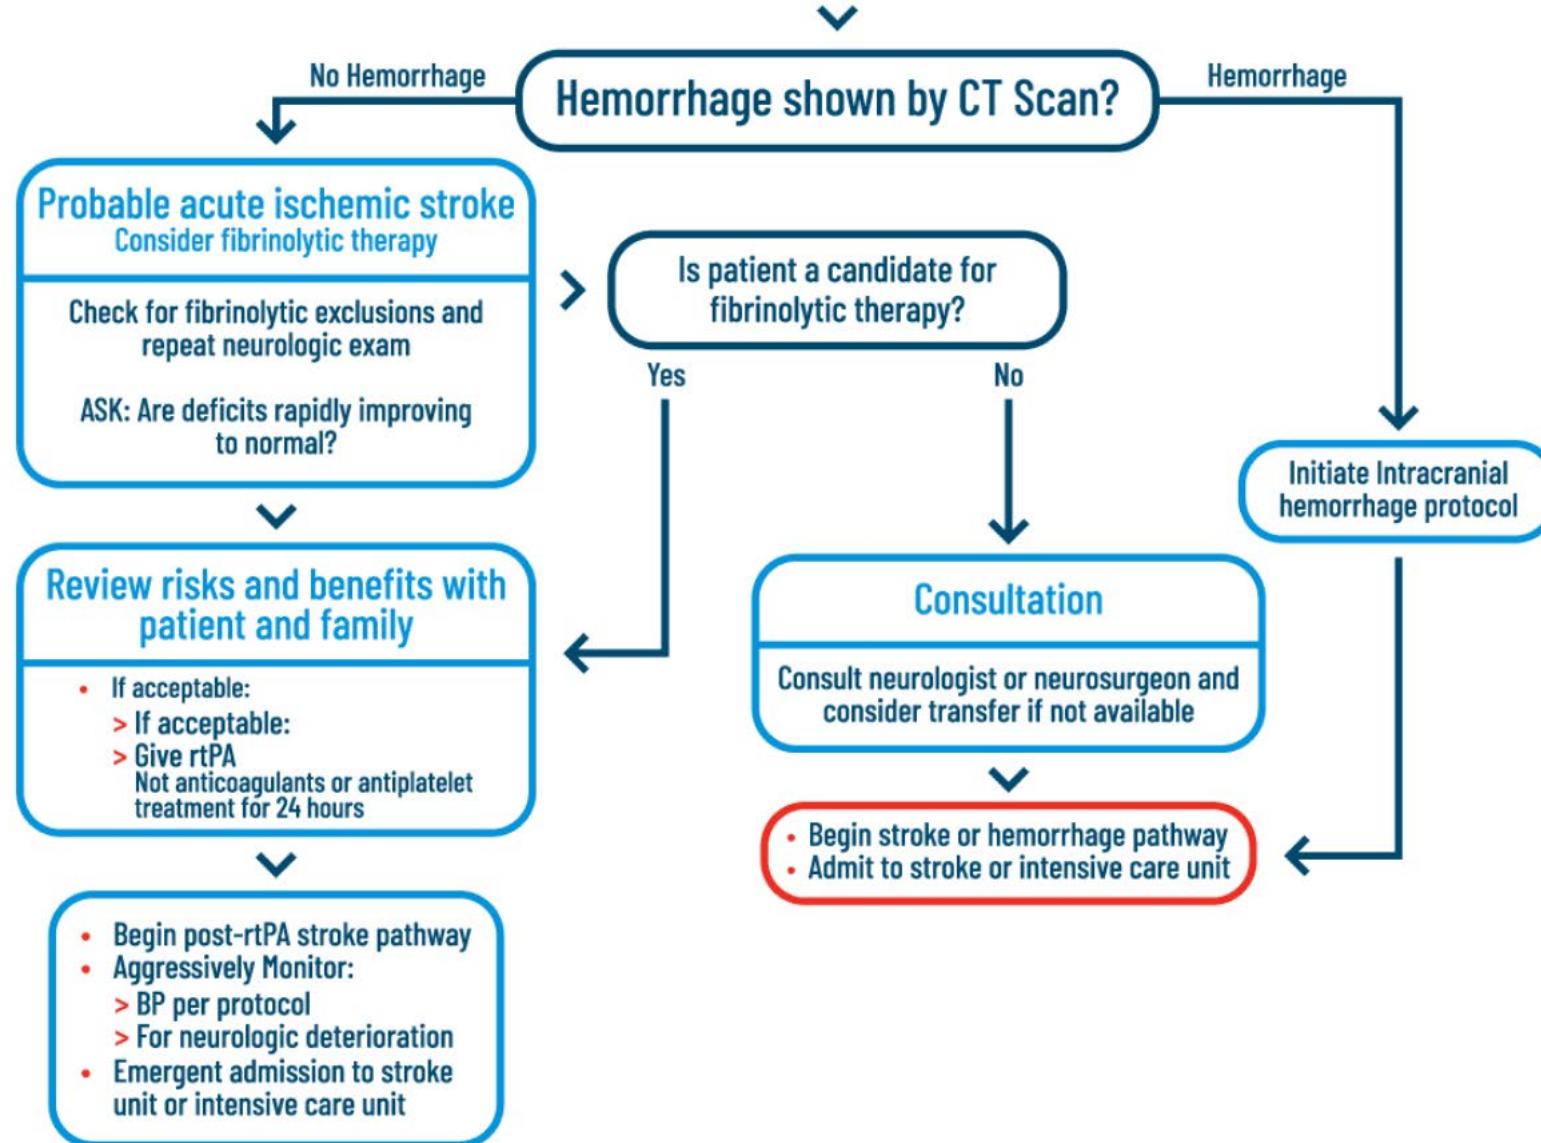 Hemorrhage shown by CT Scan?
No Hemorrhage
Hemorrhage
Probable acute ischemic stroke
Consider fibrinolytic therapy
Check for fibrinolytic exclusions and
repeat neurologic exam
ASK: Are deficits rapidly improving
to normal?
Is patient a candidate for
fibrinolytic therapy?
Yes
No
Initiate Intracranial
hemorrhage protocol
Review risks and benefits with
patient and family
• If acceptable:
> If acceptable:
> Give rtPA
Not anticoagulants or antiplatelet
treatment for 24 hours
Consultation
Consult neurologist or neurosurgeon and
consider transfer if not available
• Begin stroke or hemorrhage pathway
• Admit to stroke or intensive care unit
• Begin post-rtPA stroke pathway
• Aggressively Monitor:
> BP per protocol
> For neurologic deterioration
• Emergent admission to stroke
unit or intensive care unit